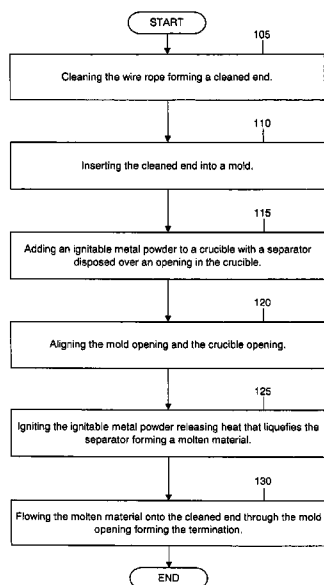 START
105
Cleaning the wire rope forming a cleaned end.
110
Inserting the cleaned end into a mold.
115
Adding an ignitable metal powder to a crucible with a separator
disposed over an opening in the crucible.
120
Aligning the mold opening and the crucible opening.
125
Igniting the ignitable metal powder releasing heat that liquefies the
separator forming a molten material.
130
Flowing the molten material onto the cleaned end through the mold
opening forming the termination.
END